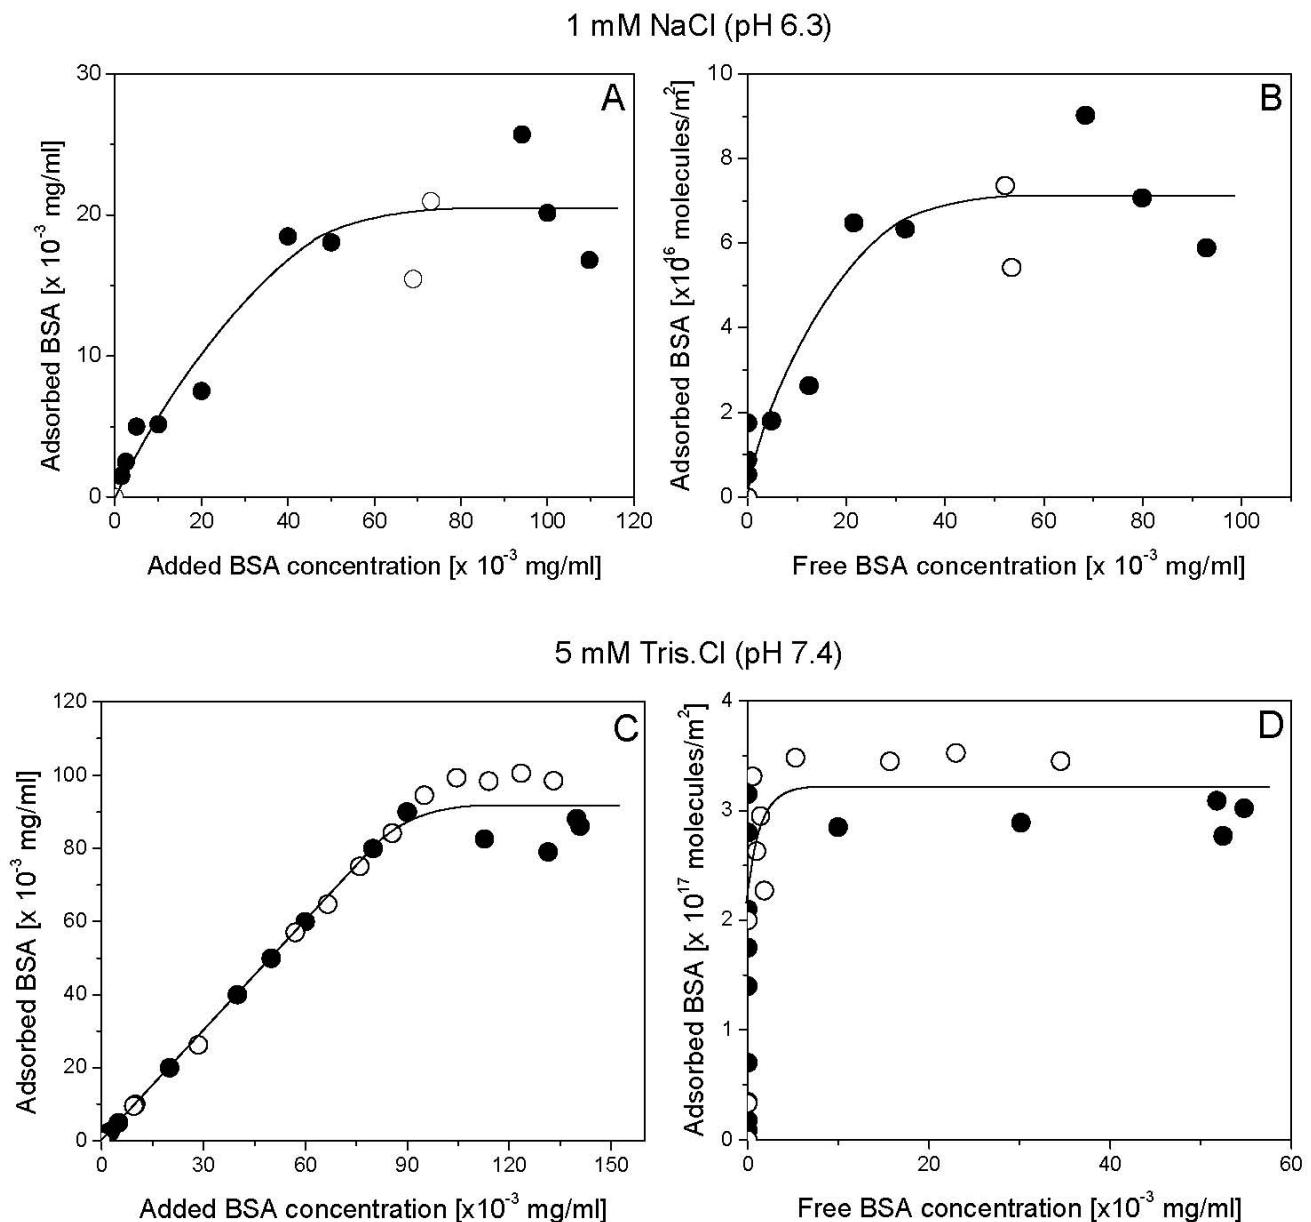 1 mM NaCl (pH 6.3)
A
30
20
10
0
Adsorbed BSA [x 10⁻³ mg/ml]
0 20 40 60 80 100 120
Added BSA concentration [x 10⁻³ mg/ml]
B
10
8
6
4
2
0
Adsorbed BSA [x10¹⁶ molecules/m²]
0 20 40 60 80 100
Free BSA concentration [x 10⁻³ mg/ml]
5 mM Tris.Cl (pH 7.4)
C
120
100
80
60
40
20
0
Adsorbed BSA [x 10⁻³ mg/ml]
0 30 60 90 120 150
Added BSA concentration [x10⁻³ mg/ml]
D
4
3
2
1
0
Adsorbed BSA [x 10¹⁷ molecules/m²]
0 20 40 60
Free BSA concentration [x10⁻³ mg/ml]